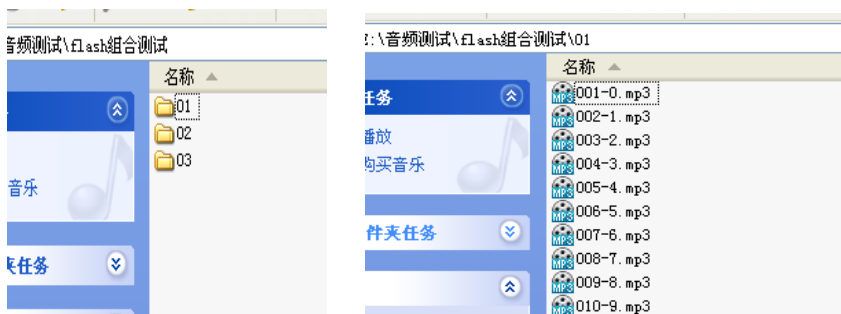 音频测试\flash组合测试
名称
01
02
03
音乐
夹任务
:\音频测试\flash组合测试\01
名称
任务
播放
购买音乐
件夹任务
001-0.mp3
002-1.mp3
003-2.mp3
004-3.mp3
005-4.mp3
006-5.mp3
007-6.mp3
008-7.mp3
009-8.mp3
010-9.mp3